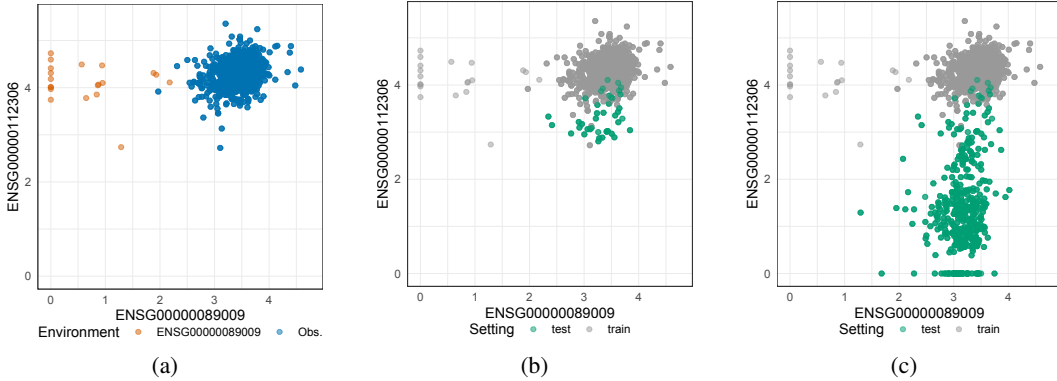 ENSG00000112306
4
2
0
0 1 2 3 4
ENSG00000089009
Environment ENSG00000089009 Obs.
(a)
ENSG00000112306
4
2
0
0 1 2 3 4
ENSG00000089009
Setting test train
(b)
ENSG00000112306
4
2
0
0 1 2 3 4
ENSG00000089009
Setting test train
(c)